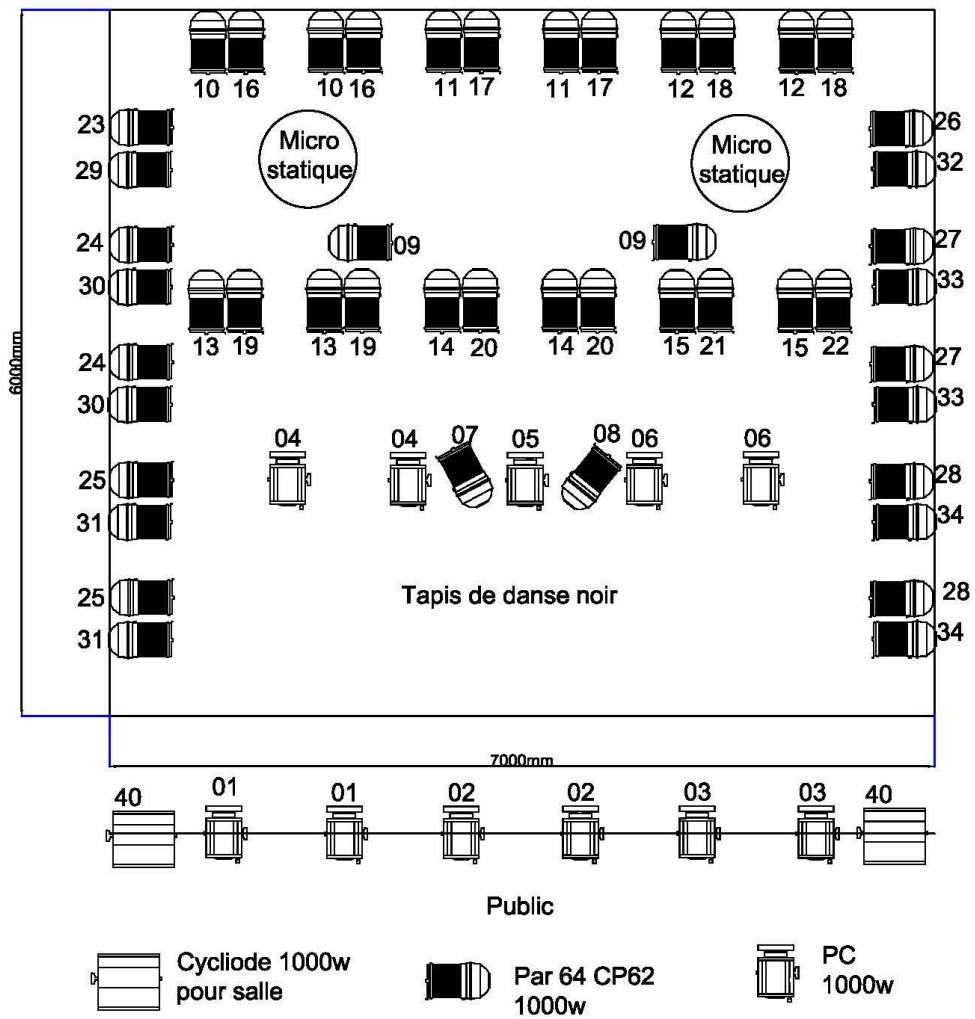 10 16 10 16 11 17 11 17 12 18 12 18
23 26
Micro
statique
Micro
statique
29 32
24 09 09 27
30 33
13 19 13 19 14 20 14 20 15 21 15 22
6000mm
24 27
30 33
04 04 07 05 08 06 06
25 28
31 34
Tapis de danse noir
25 28
31 34
7000mm
40 01 01 02 02 03 03 40
Public
Cycliode 1000w
pour salle
Par 64 CP62
1000w
PC
1000w